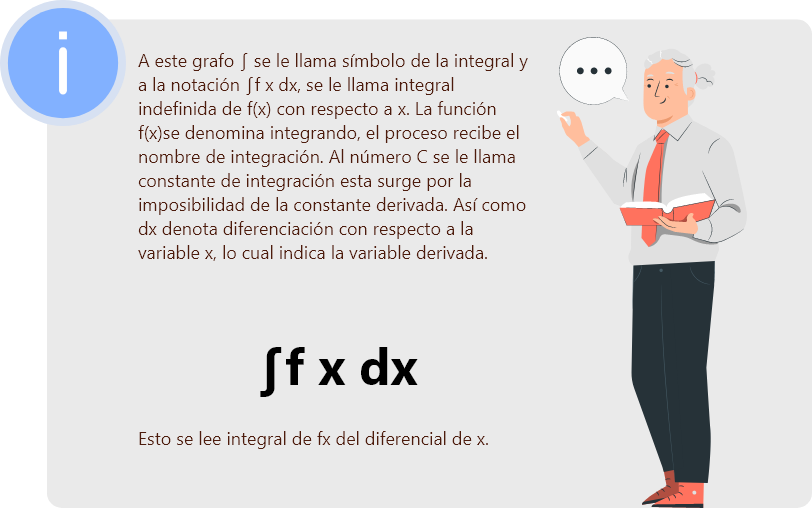 i
A este grafo ∫ se le llama símbolo de la integral y
a la notación ∫f x dx, se le llama integral
indefinida de f(x) con respecto a x. La función
f(x)se denomina integrando, el proceso recibe el
nombre de integración. Al número C se le llama
constante de integración esta surge por la
imposibilidad de la constante derivada. Así como
dx denota diferenciación con respecto a la
variable x, lo cual indica la variable derivada.
∫f x dx
Esto se lee integral de fx del diferencial de x.